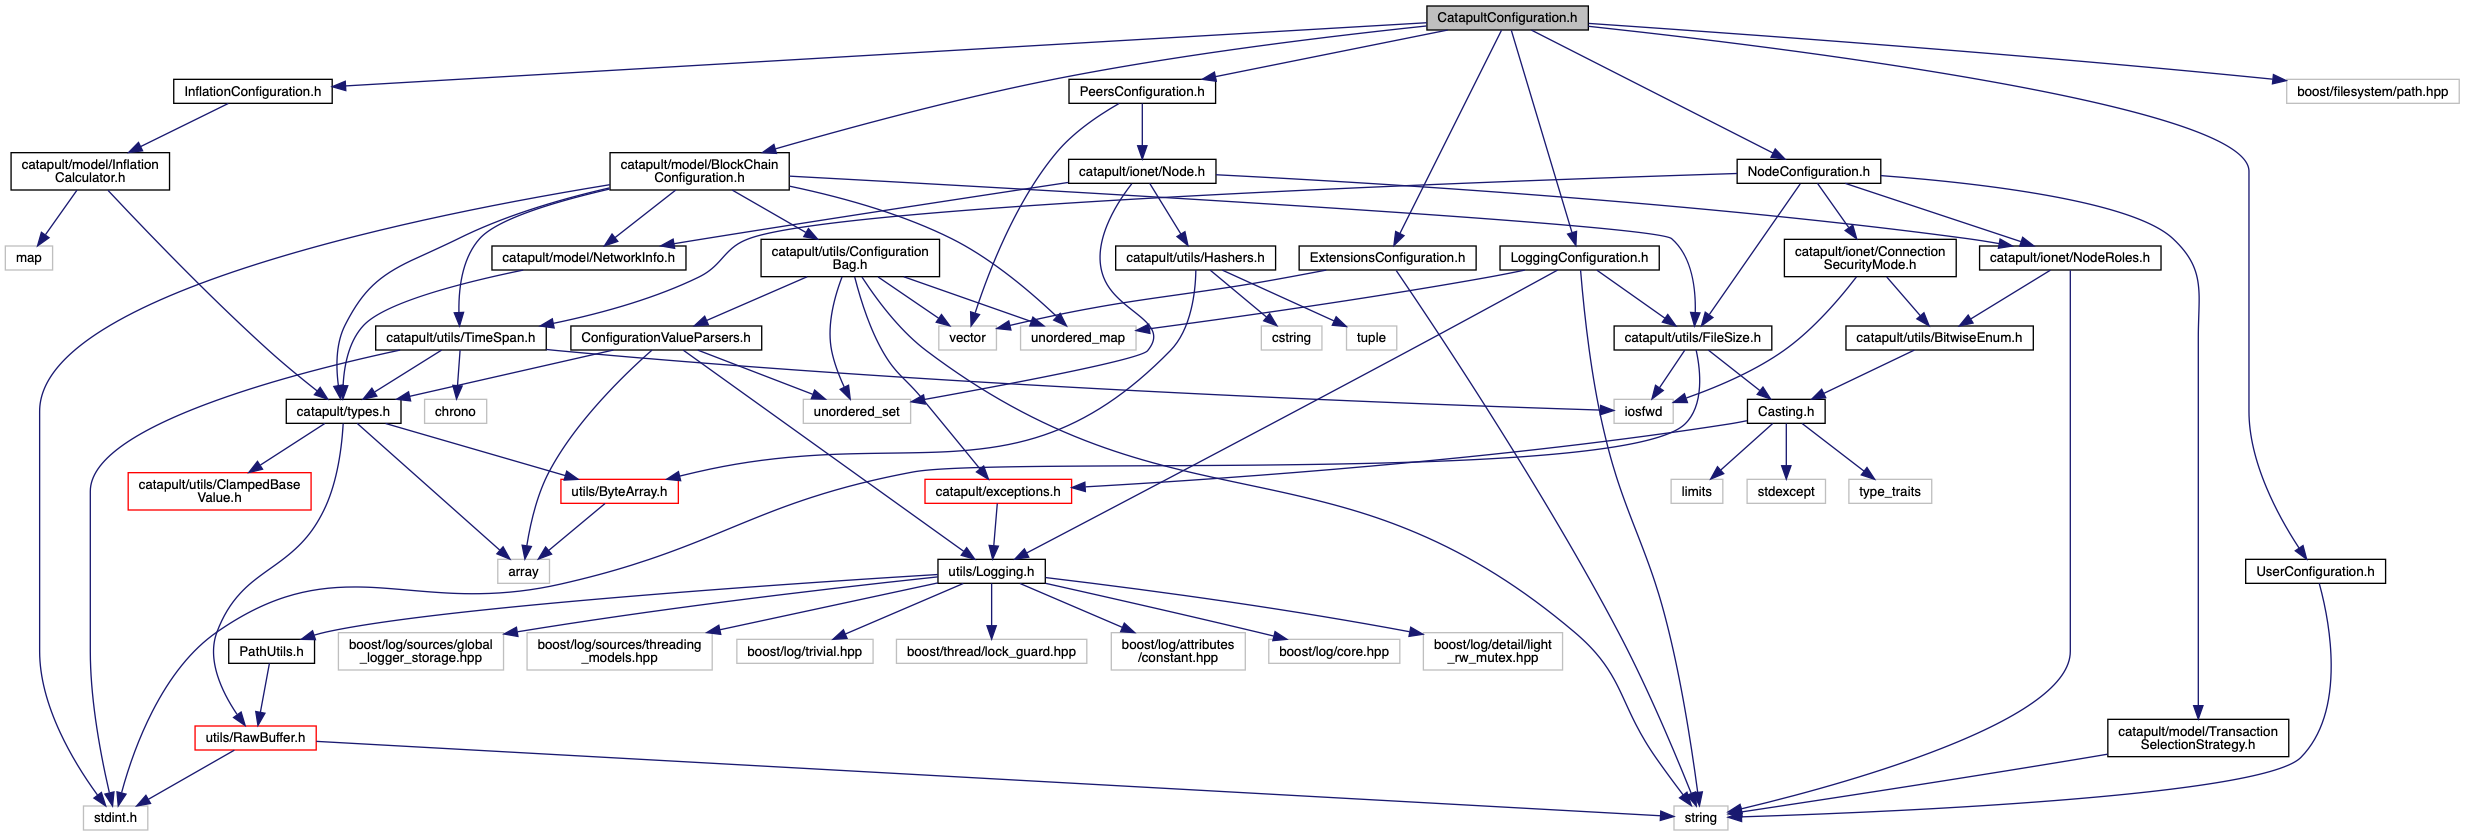 CatapultConfiguration.h
InflationConfiguration.h
PeersConfiguration.h
boost/filesystem/path.hpp
catapult/model/Inflation
Calculator.h
catapult/model/BlockChain
Configuration.h
catapult/ionet/Node.h
NodeConfiguration.h
map
catapult/model/NetworkInfo.h
catapult/utils/Configuration
Bag.h
catapult/utils/Hashers.h
ExtensionsConfiguration.h
LoggingConfiguration.h
catapult/ionet/Connection
SecurityMode.h
catapult/ionet/NodeRoles.h
catapult/utils/TimeSpan.h
ConfigurationValueParsers.h
vector
unordered_map
cstring
tuple
catapult/utils/FileSize.h
catapult/utils/BitwiseEnum.h
catapult/types.h
chrono
unordered_set
iosfwd
Casting.h
catapult/utils/ClampedBase
Value.h
utils/ByteArray.h
catapult/exceptions.h
limits
stdexcept
type_traits
array
utils/Logging.h
UserConfiguration.h
PathUtils.h
boost/log/sources/global
_logger_storage.hpp
boost/log/sources/threading
_models.hpp
boost/log/trivial.hpp
boost/thread/lock_guard.hpp
boost/log/attributes
/constant.hpp
boost/log/core.hpp
boost/log/detail/light
_rw_mutex.hpp
utils/RawBuffer.h
catapult/model/Transaction
SelectionStrategy.h
stdint.h
string